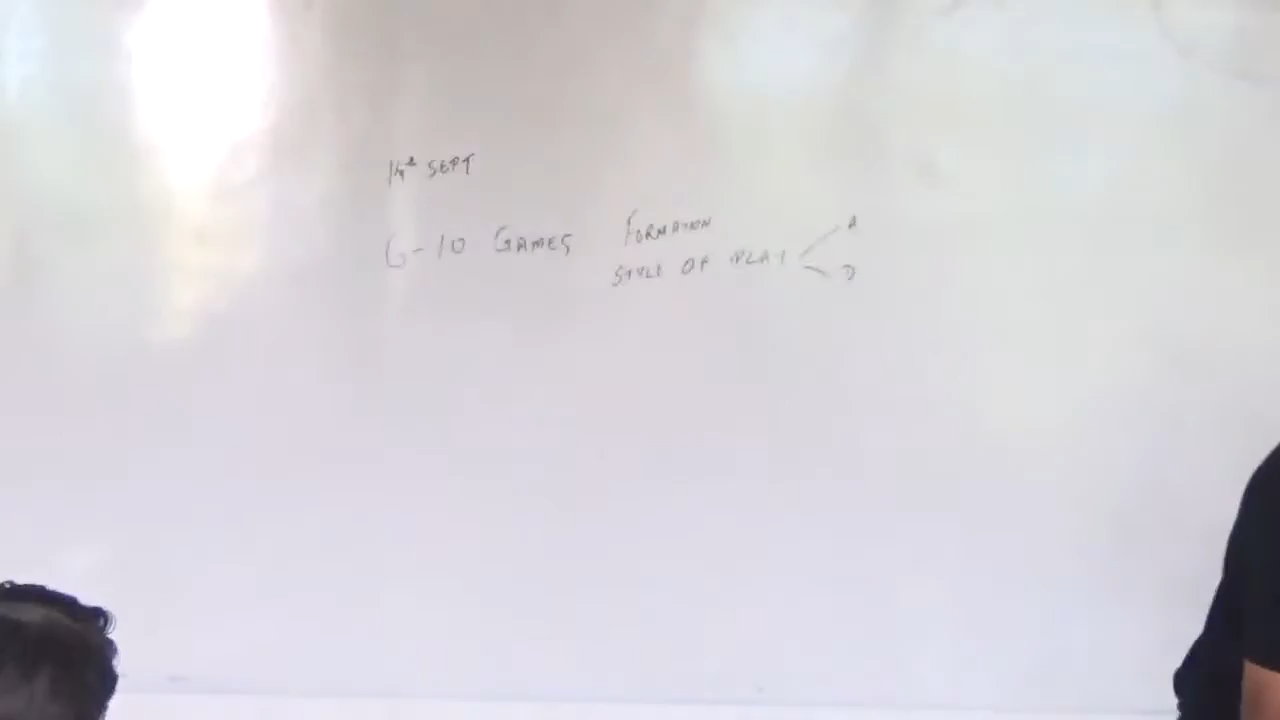 14th SEPT
6-10 GAMES
FORMATION
STYLE OF PLAY
A
D